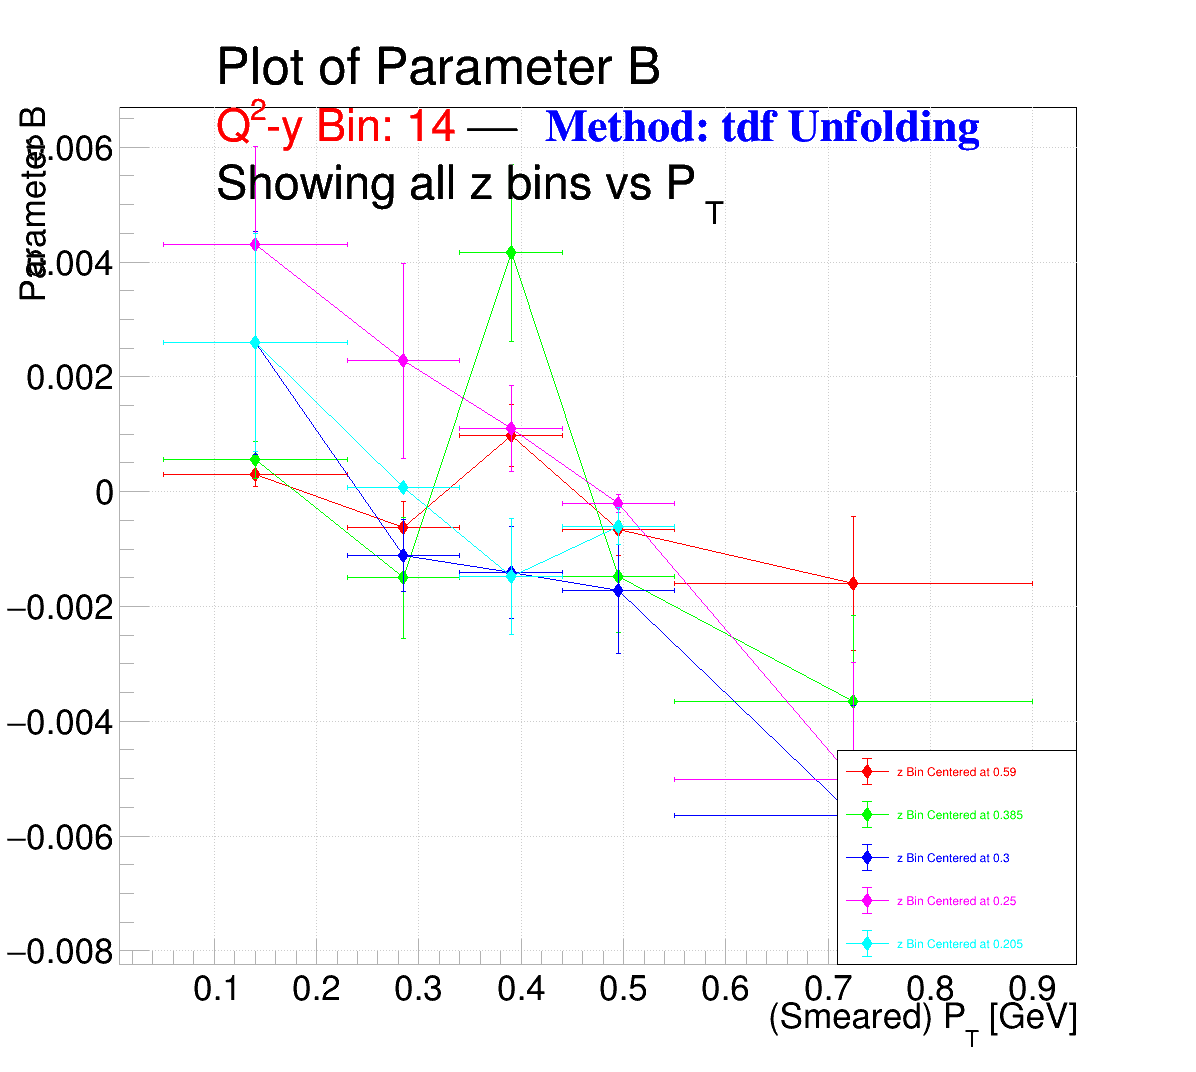 Plot of Parameter B
Q²-y Bin: 14 — Method: tdf Unfolding
Showing all z bins vs P_T
Parameter B
0.006
0.004
0.002
0
−0.002
−0.004
−0.006
−0.008
z Bin Centered at 0.59
z Bin Centered at 0.385
z Bin Centered at 0.3
z Bin Centered at 0.25
z Bin Centered at 0.205
0.1 0.2 0.3 0.4 0.5 0.6 0.7 0.8 0.9
(Smeared) P_T [GeV]